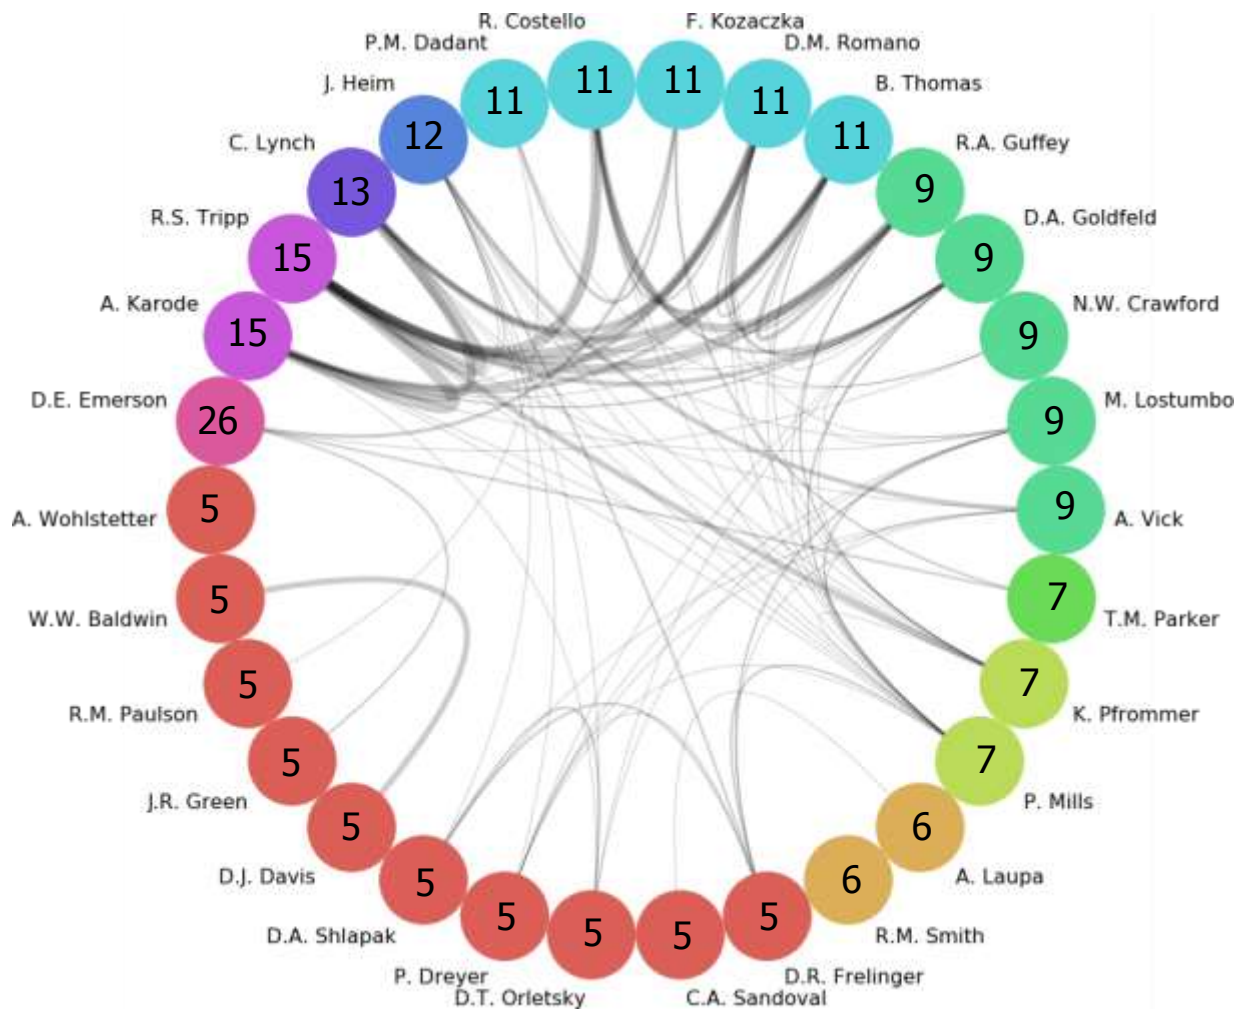 R. Costello
F. Kozaczka
P.M. Dadant
D.M. Romano
J. Heim
B. Thomas
C. Lynch
R.A. Guffey
R.S. Tripp
D.A. Goldfeld
A. Karode
N.W. Crawford
D.E. Emerson
M. Lostumbo
A. Wohlstetter
A. Vick
W.W. Baldwin
T.M. Parker
R.M. Paulson
K. Pfrommer
J.R. Green
P. Mills
D.J. Davis
A. Laupa
D.A. Shlapak
R.M. Smith
P. Dreyer
D.R. Frelinger
D.T. Orletsky
C.A. Sandoval
11
11
11
11
11
12
13
9
15
9
15
9
26
9
5
9
5
7
5
7
5
7
5
6
5
6
5
5
5
5